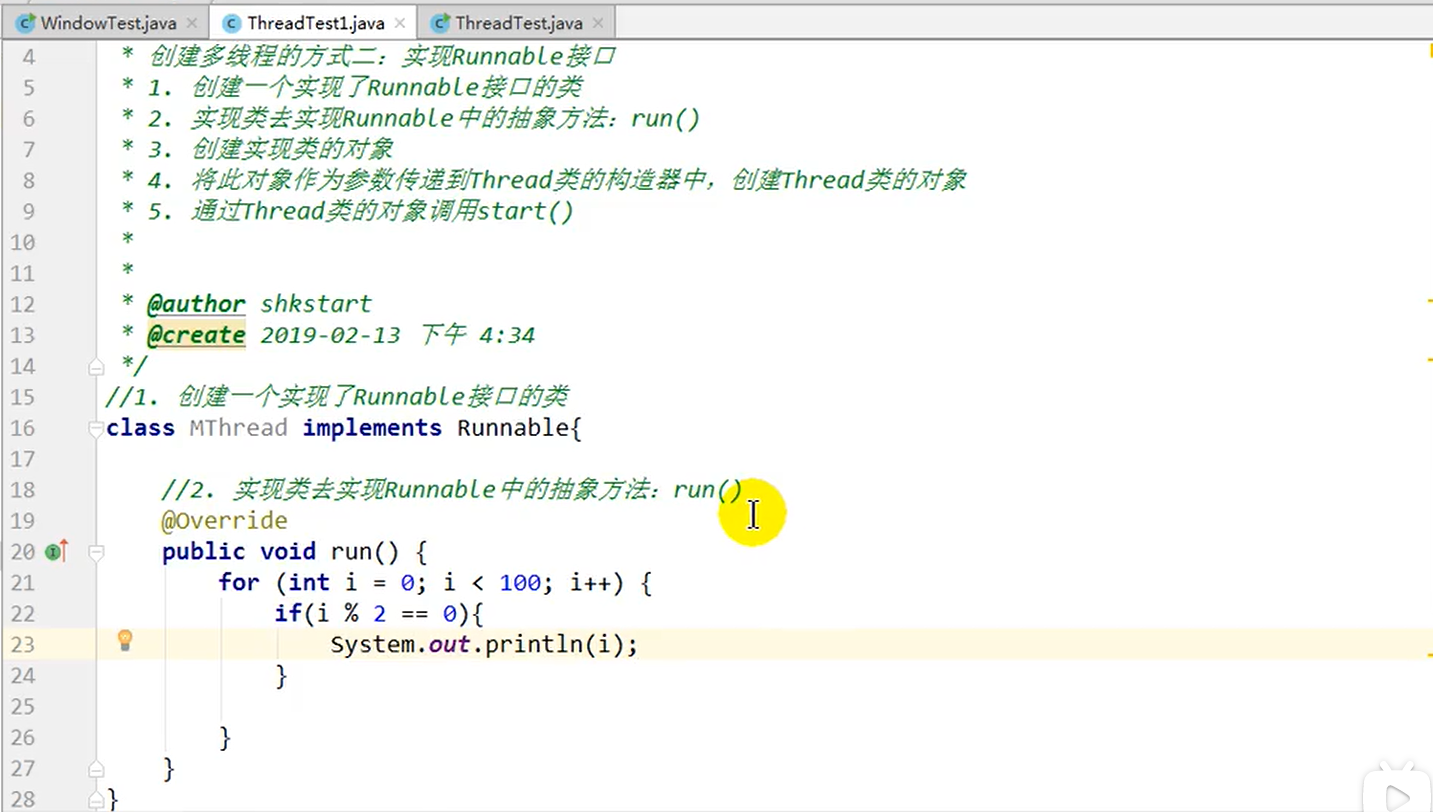 WindowTest.java × ThreadTest1.java × ThreadTest.java ×
4 * 创建多线程的方式二：实现Runnable接口
5 * 1. 创建一个实现了Runnable接口的类
6 * 2. 实现类去实现Runnable中的抽象方法：run()
7 * 3. 创建实现类的对象
8 * 4. 将此对象作为参数传递到Thread类的构造器中，创建Thread类的对象
9 * 5. 通过Thread类的对象调用start()
10 *
11 *
12 * @author shkstart
13 * @create 2019-02-13 下午 4:34
14 */
15 //1. 创建一个实现了Runnable接口的类
16 class MThread implements Runnable{
17
18 //2. 实现类去实现Runnable中的抽象方法：run()
19 @Override
20 public void run() {
21 for (int i = 0; i < 100; i++) {
22 if(i % 2 == 0){
23 System.out.println(i);
24 }
25
26 }
27 }
28 }